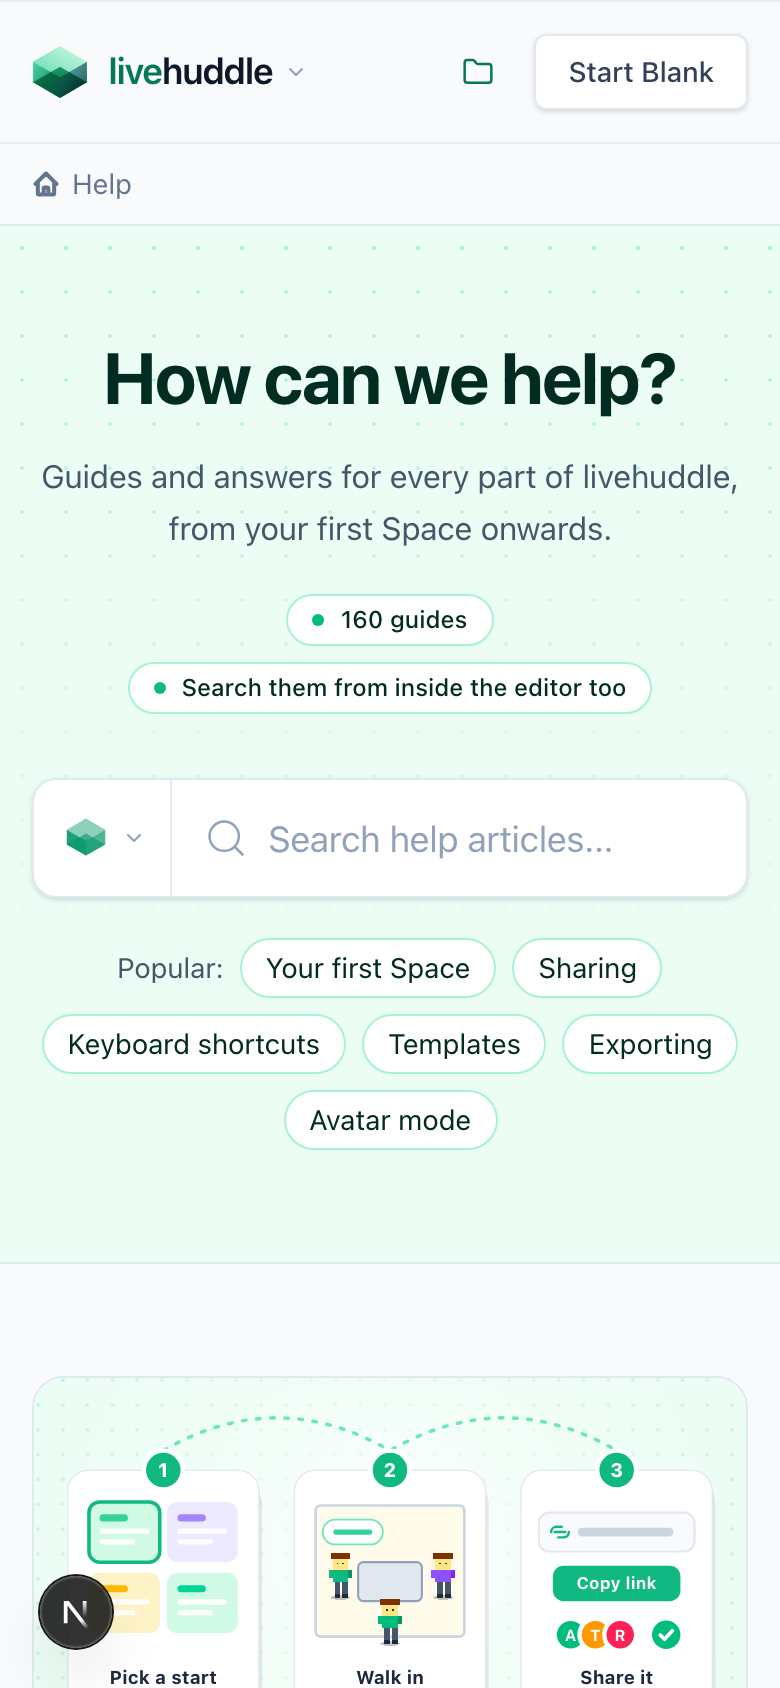 livehuddle
Start Blank
Help
How can we help?
Guides and answers for every part of livehuddle,
from your first Space onwards.
160 guides
Search them from inside the editor too
Search help articles...
Popular: Your first Space Sharing
Keyboard shortcuts Templates Exporting
Avatar mode
1 2 3
Copy link
N
A T R
Pick a start Walk in Share it